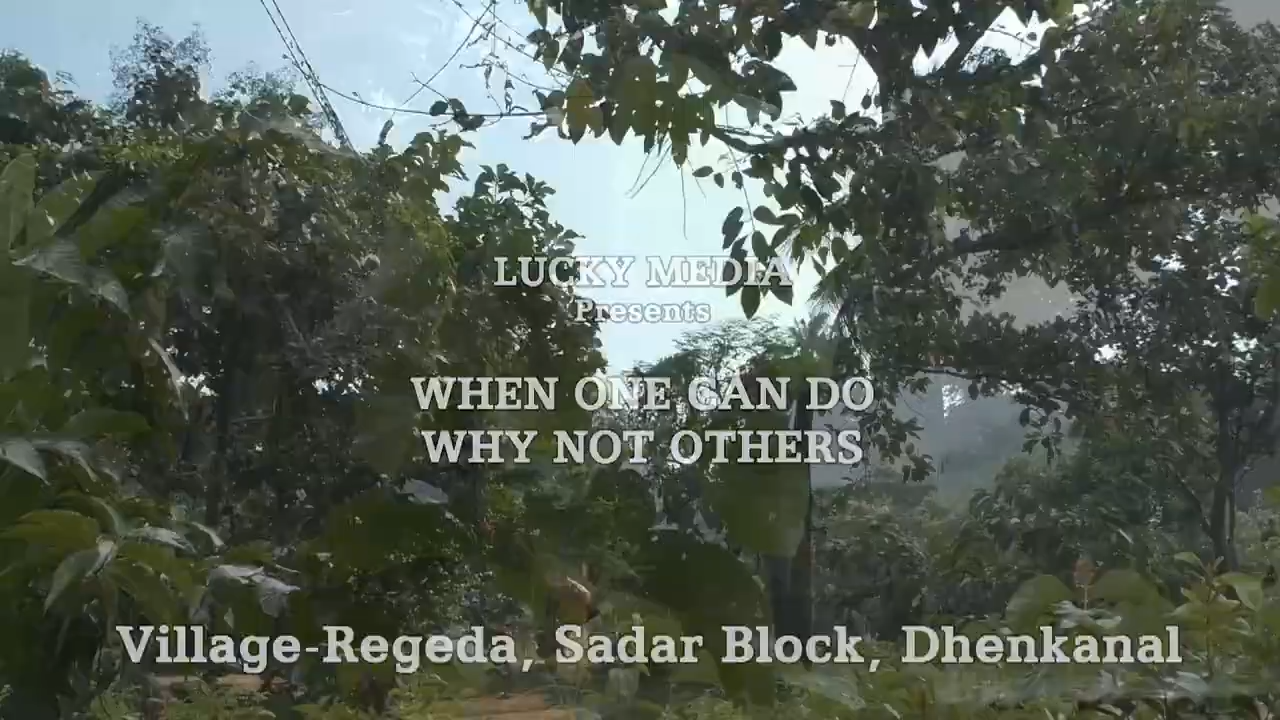 LUCKY MEDIA
Presents
WHEN ONE CAN DO
WHY NOT OTHERS
Village-Regeda, Sadar Block, Dhenkanal